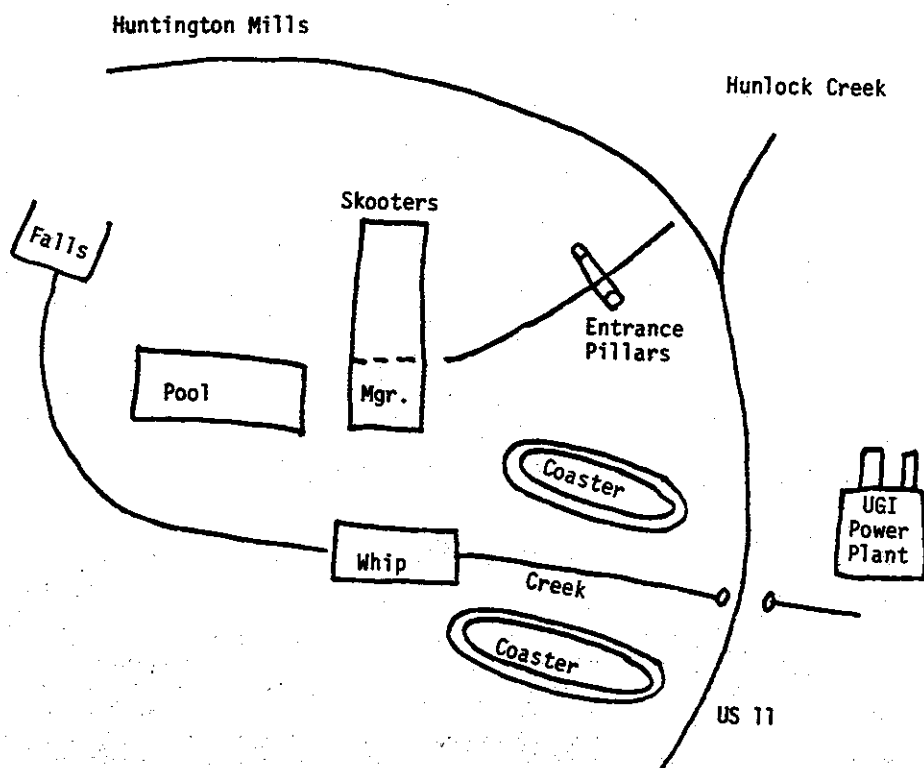 Huntington Mills
Hunlock Creek
Skooters
Falls
Entrance
Pillars
Pool
Mgr.
Coaster
UGI
Power
Plant
Whip
Creek
Coaster
US 11